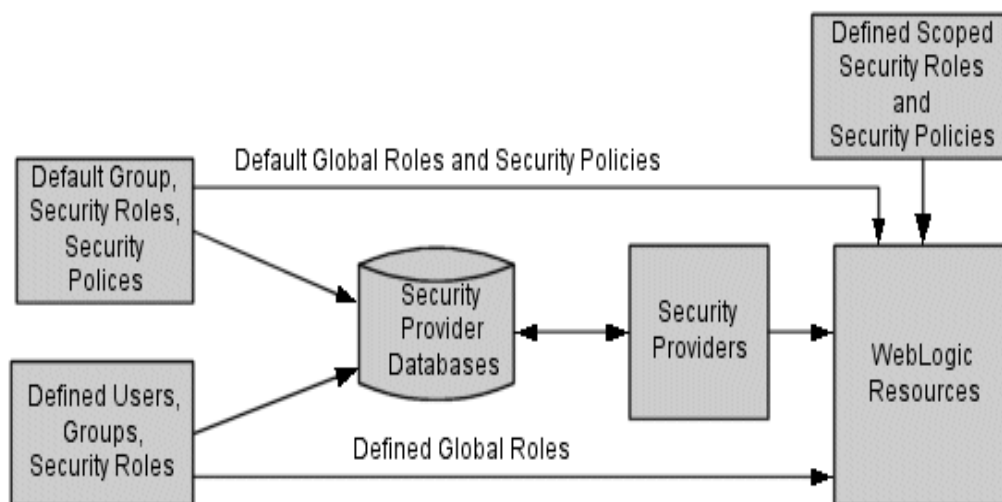 Defined Scoped
Security Roles
and
Security Policies
Default Global Roles and Security Policies
Default Group,
Security Roles,
Security
Polices
Security
Provider
Databases
Security
Providers
WebLogic
Resources
Defined Users,
Groups,
Security Roles
Defined Global Roles